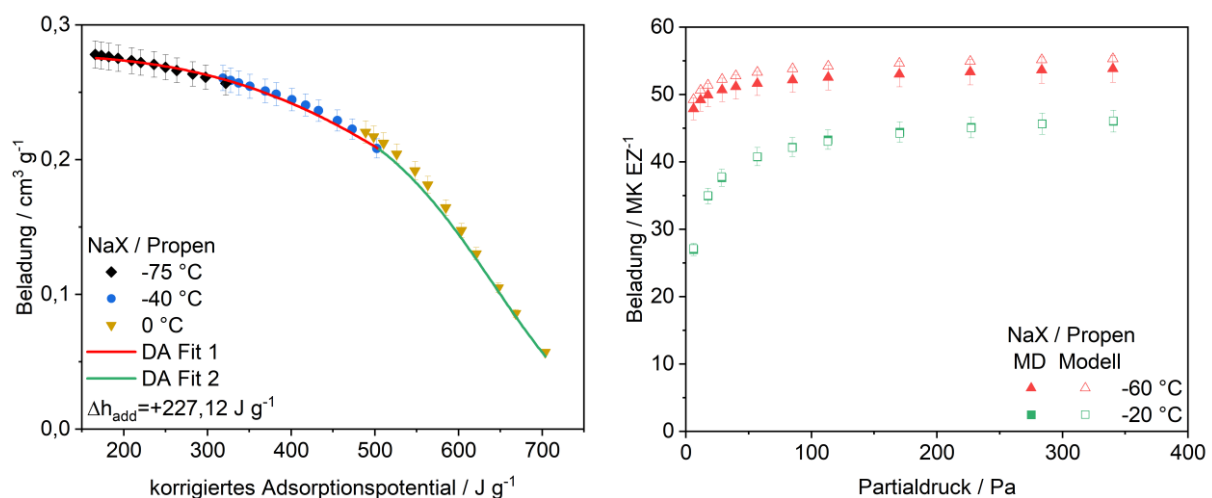 0,3
0,2
0,1
0,0
Beladung / cm³ g⁻¹
NaX / Propen
-75 °C
-40 °C
0 °C
DA Fit 1
DA Fit 2
Δh_add=+227,12 J g⁻¹
200 300 400 500 600 700
korrigiertes Adsorptionspotential / J g⁻¹
60
50
40
30
20
10
0
Beladung / MK EZ⁻¹
NaX / Propen
MD Modell
-60 °C
-20 °C
0 100 200 300 400
Partialdruck / Pa